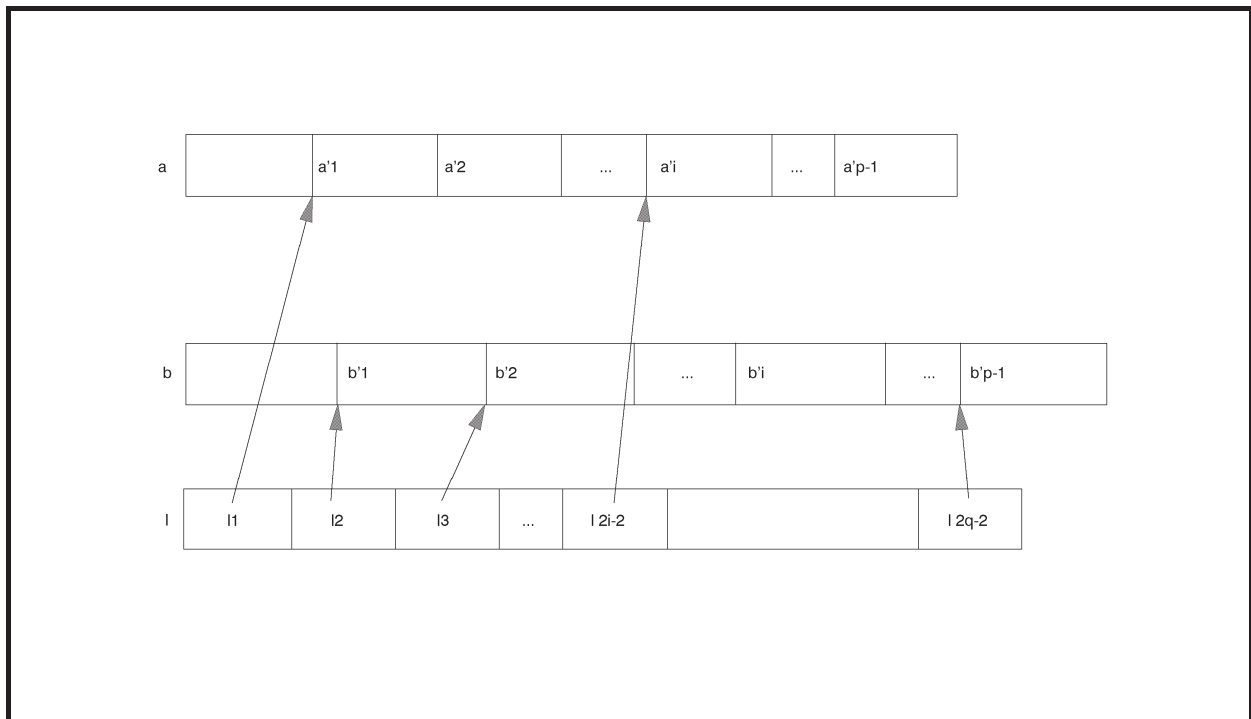 a a’1 a’2 ... a’i ... a’p-1
b b’1 b’2 ... b’i ... b’p-1
l l1 l2 l3 ... l 2i-2 l 2q-2